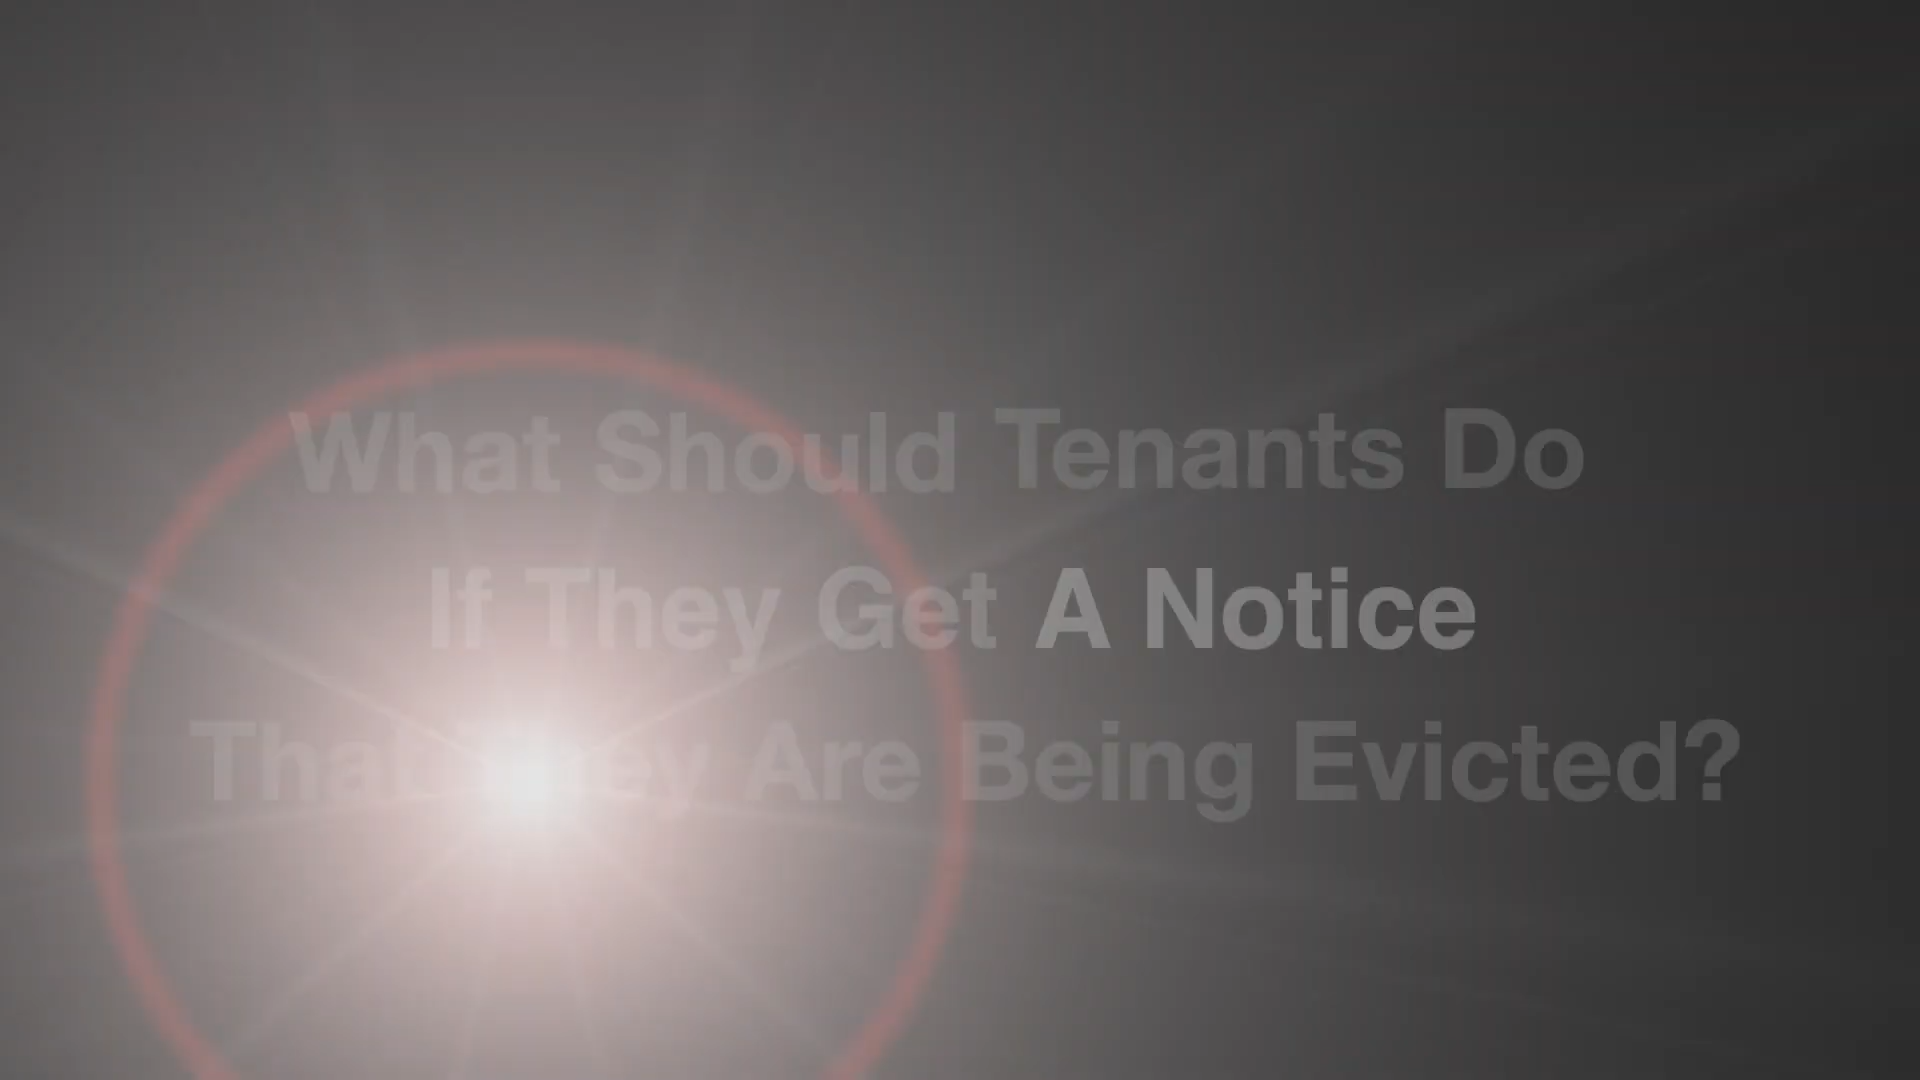 What Should Tenants Do
If They Get A Notice
That They Are Being Evicted?